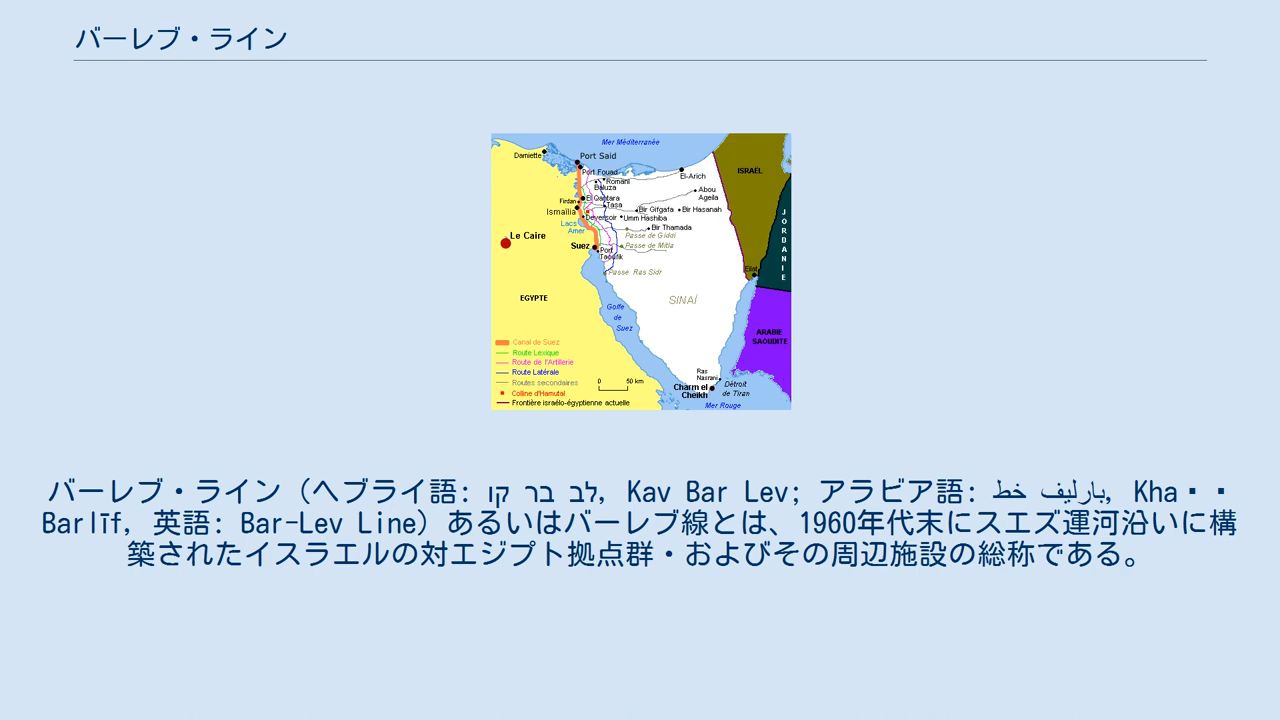 バーレブ・ライン
Mer Mèditerranée
Damiette
Port Said
Port Fouad
Romani
Baluza
El-Arich
ISRAËL
Abou
Ageila
El Qantara
Firdan
Tasa
Ismaïlia
Bir Gifgafa
Bir Hasanah
Deversoir
Umm Hashiba
Lacs
Amer
Bir Thamada
JORDANIE
Le Caire
Passe de Giddi
Suez
Passe de Mitla
Port
Taoufik
Passe Ras Sidr
Eilat
EGYPTE
SINAÍ
Golfe
de
Suez
ARABIE
SAOUDITE
Canal de Suez
Route Lexique
Route de l'Artillerie
Route Latérale
Routes secondaires
Colline d'Hamutal
Frontière israélo-égyptienne actuelle
0 50 km
Ras
Nasrani
Charm el
Cheikh
Détroit
de Tiran
Mer Rouge
バーレブ・ライン（ヘブライ語: קו בר לב, Kav Bar Lev; アラビア語: خط بارليف, Kha
Barlīf, 英語: Bar-Lev Line）あるいはバーレブ線とは、1960年代末にスエズ運河沿いに構
築されたイスラエルの対エジプト拠点群・およびその周辺施設の総称である。